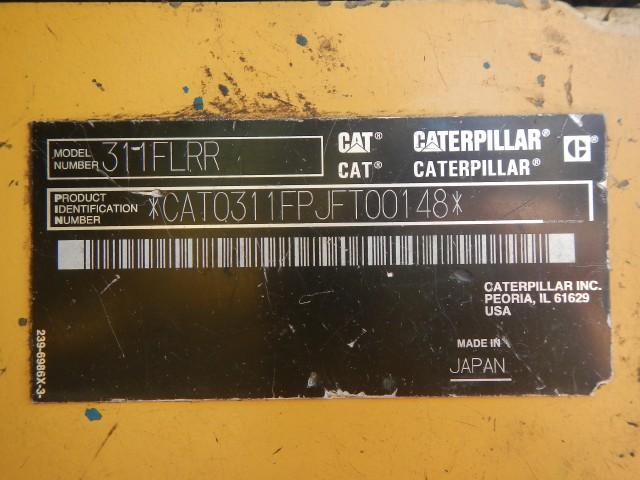 MODEL NUMBER 311FLRR
CAT® CATERPILLAR® C
CAT® CATERPILLAR®
PRODUCT IDENTIFICATION NUMBER *CAT0311FPJFT00148*
CATERPILLAR INC.
PEORIA, IL 61629
USA
MADE IN
JAPAN
239-6986X-3